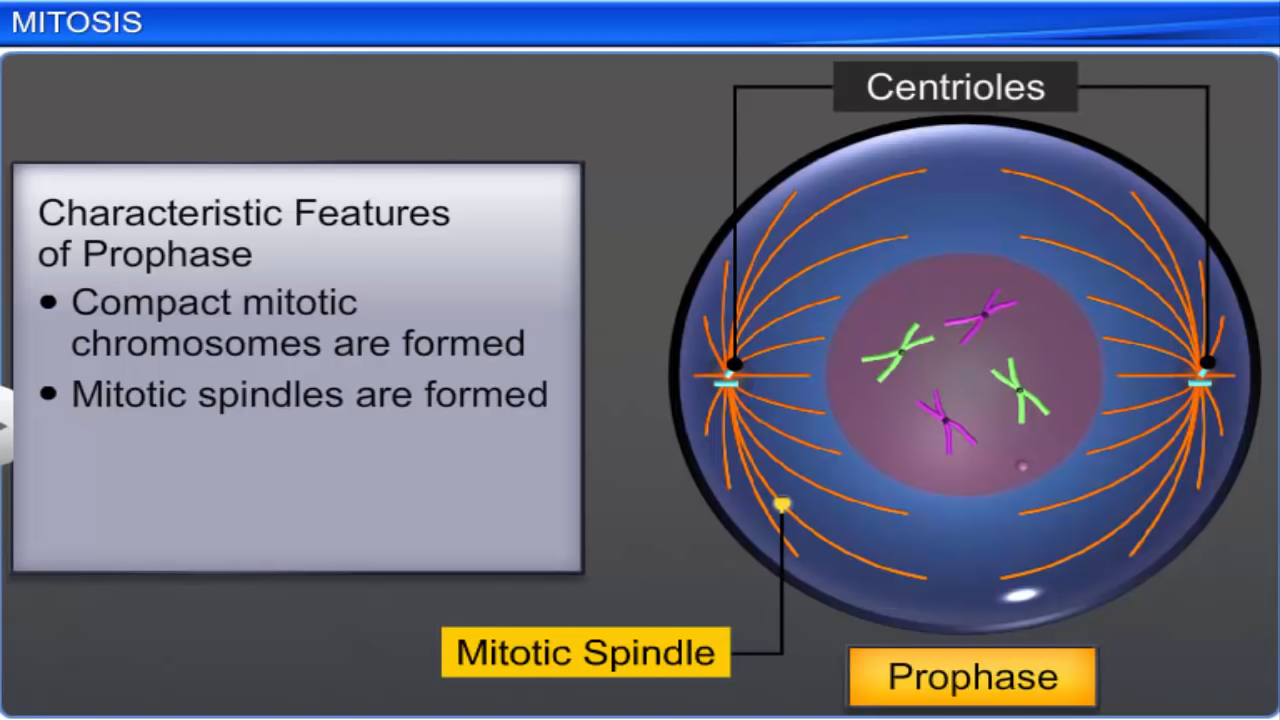 MITOSIS
Centrioles
Characteristic Features
of Prophase
• Compact mitotic
chromosomes are formed
• Mitotic spindles are formed
Mitotic Spindle
Prophase